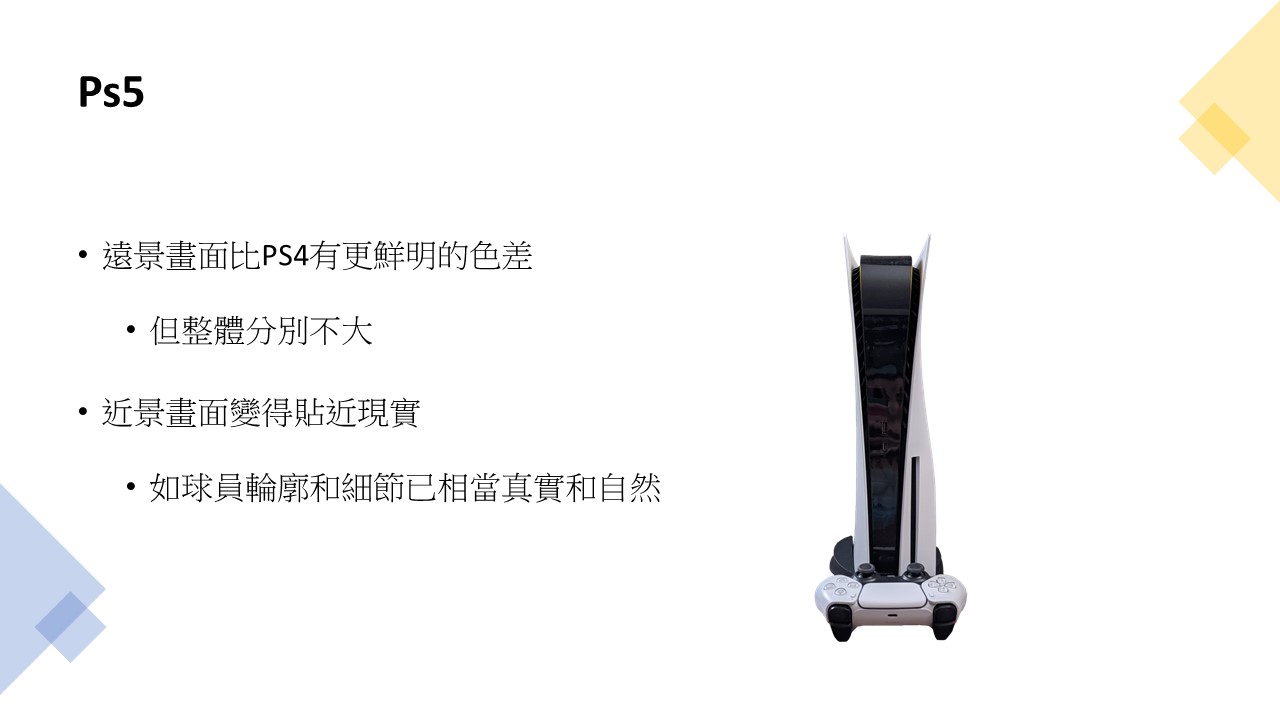 Ps5
• 遠景畫面比PS4有更鮮明的色差
• 但整體分別不大
• 近景畫面變得貼近現實
• 如球員輪廓和細節已相當真實和自然